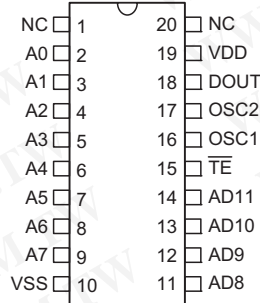 NC 1 20 NC
A0 2 19 VDD
A1 3 18 DOUT
A2 4 17 OSC2
A3 5 16 OSC1
A4 6 15 T̅E̅
A5 7 14 AD11
A6 8 13 AD10
A7 9 12 AD9
VSS 10 11 AD8